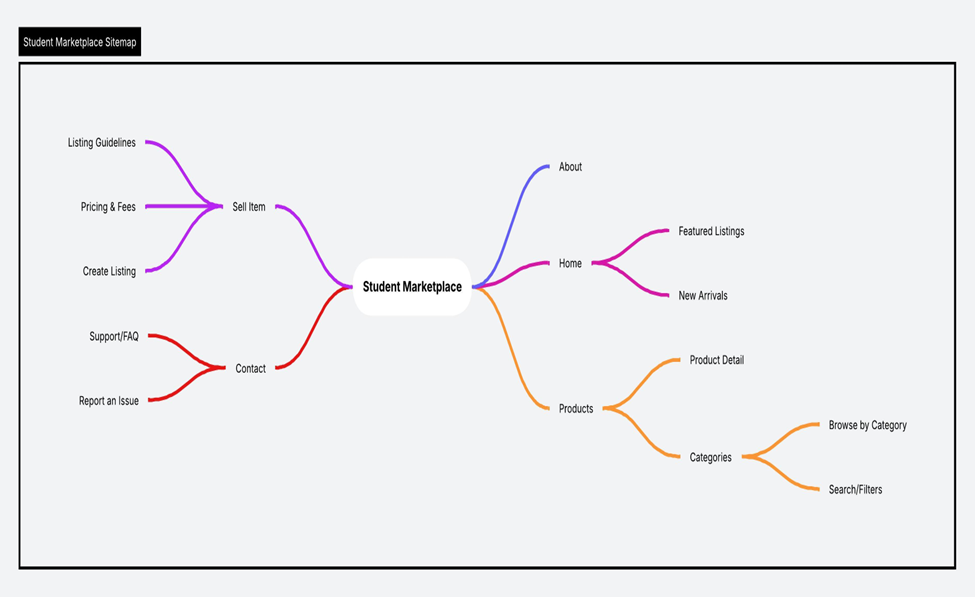 Student Marketplace Sitemap
Listing Guidelines
Pricing & Fees
Sell Item
Create Listing
Support/FAQ
Contact
Report an Issue
Student Marketplace
About
Home
Featured Listings
New Arrivals
Products
Product Detail
Categories
Browse by Category
Search/Filters